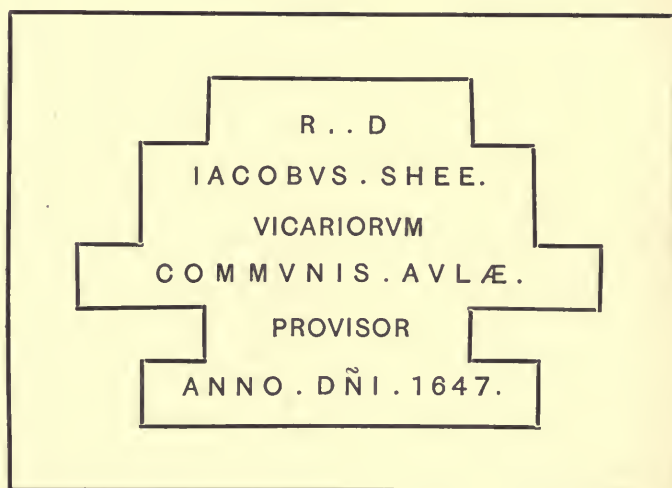 R . . D
IACOBVS . SHEE.
VICARIORVM
COMMVNIS . AVLÆ.
PROVISOR
ANNO . DÑI . 1647.